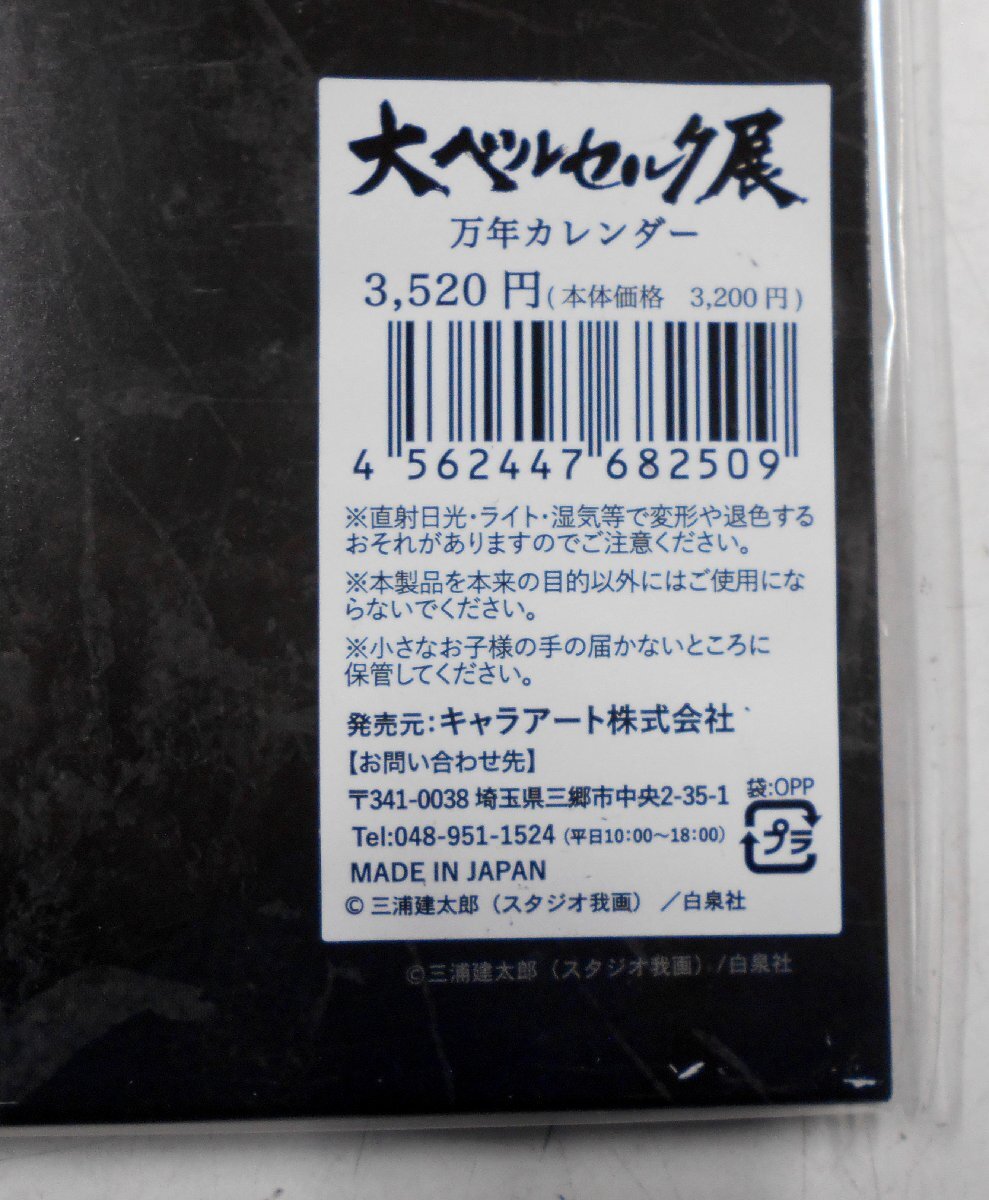 大ベルセルク展
万年カレンダー
3,520 円(本体価格 3,200 円)
4 562447 682509
※直射日光・ライト・湿気等で変形や退色する
おそれがありますのでご注意ください。
※本製品を本来の目的以外にはご使用にな
らないでください。
※小さなお子様の手の届かないところに
保管してください。
発売元:キャラアート株式会社
【お問い合わせ先】
〒341-0038 埼玉県三郷市中央2-35-1
袋:OPP
プラ
Tel:048-951-1524 (平日10:00〜18:00)
MADE IN JAPAN
© 三浦建太郎（スタジオ我画）／白泉社
©三浦建太郎（スタジオ我画）/白泉社